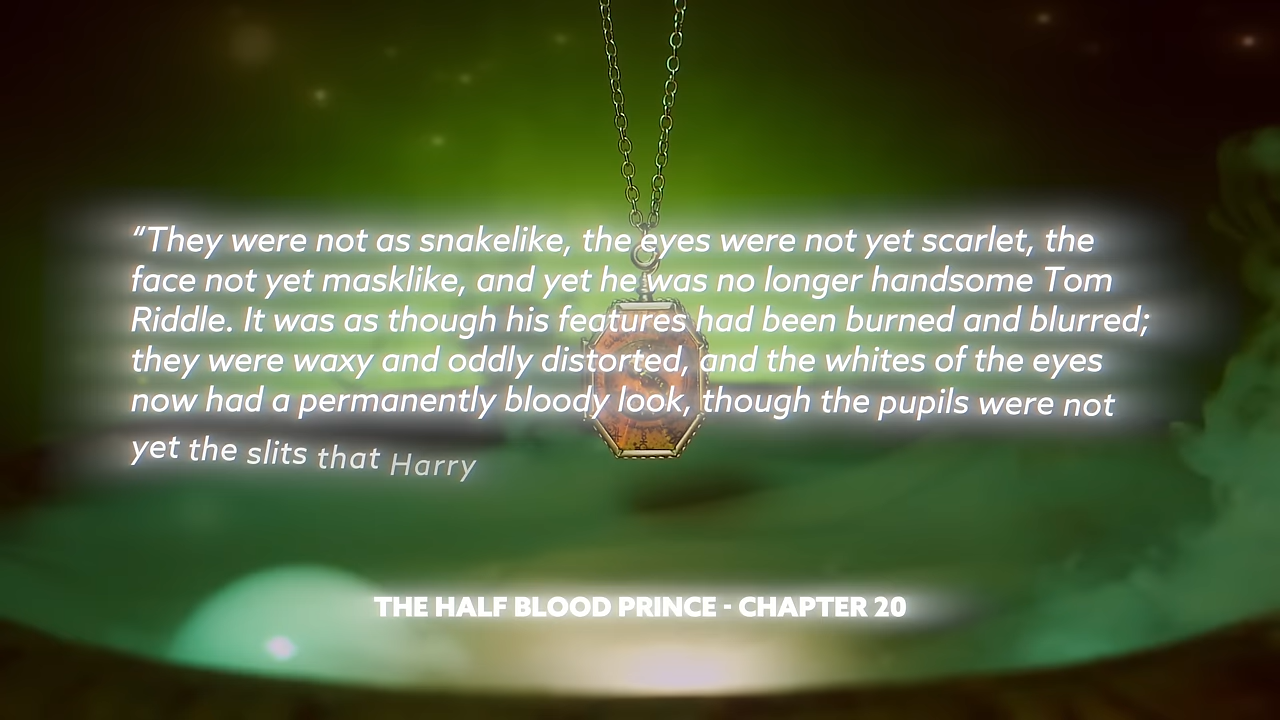 “They were not as snakelike, the eyes were not yet scarlet, the
face not yet masklike, and yet he was no longer handsome Tom
Riddle. It was as though his features had been burned and blurred;
they were waxy and oddly distorted, and the whites of the eyes
now had a permanently bloody look, though the pupils were not
yet the slits that Harry
THE HALF BLOOD PRINCE - CHAPTER 20